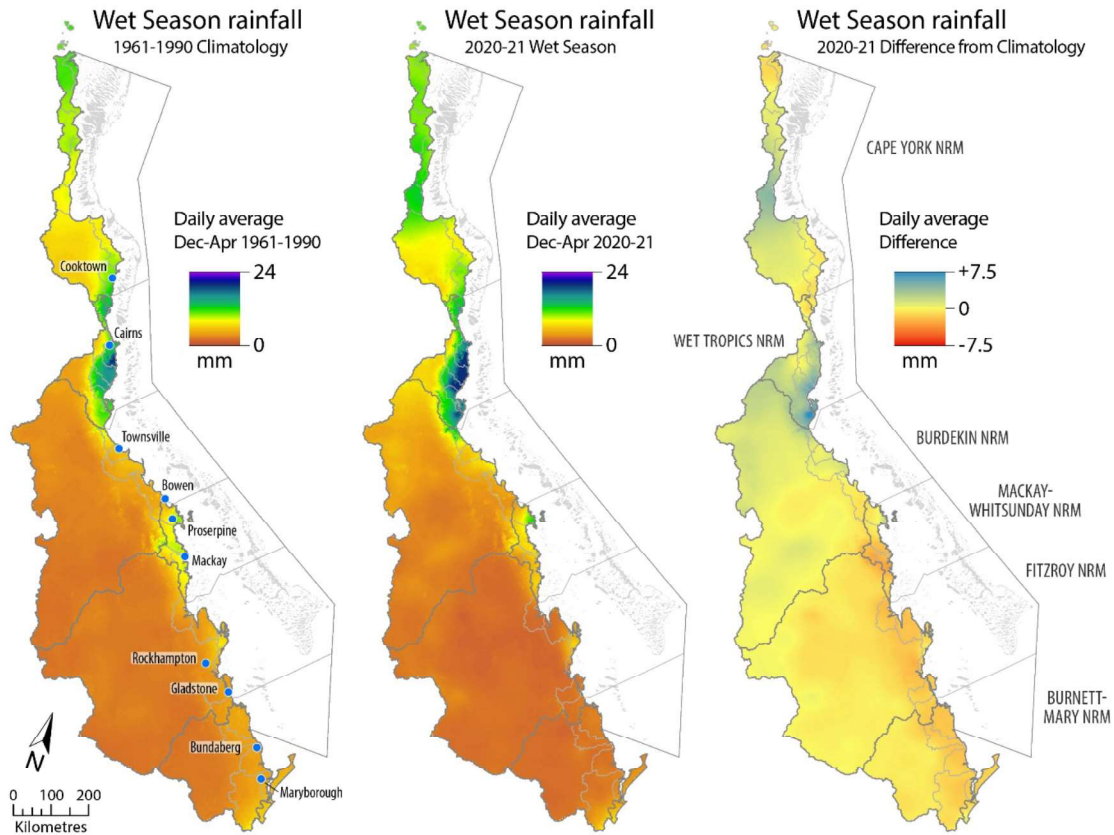 Wet Season rainfall
1961-1990 Climatology
Daily average
Dec-Apr 1961-1990
24
0
mm
Cooktown
Cairns
Townsville
Bowen
Proserpine
Mackay
Rockhampton
Gladstone
Bundaberg
Maryborough
N
0 100 200
Kilometres
Wet Season rainfall
2020-21 Wet Season
Daily average
Dec-Apr 2020-21
24
0
mm
Wet Season rainfall
2020-21 Difference from Climatology
CAPE YORK NRM
Daily average
Difference
+7.5
0
-7.5
mm
WET TROPICS NRM
BURDEKIN NRM
MACKAY-
WHITSUNDAY NRM
FITZROY NRM
BURNETT-
MARY NRM